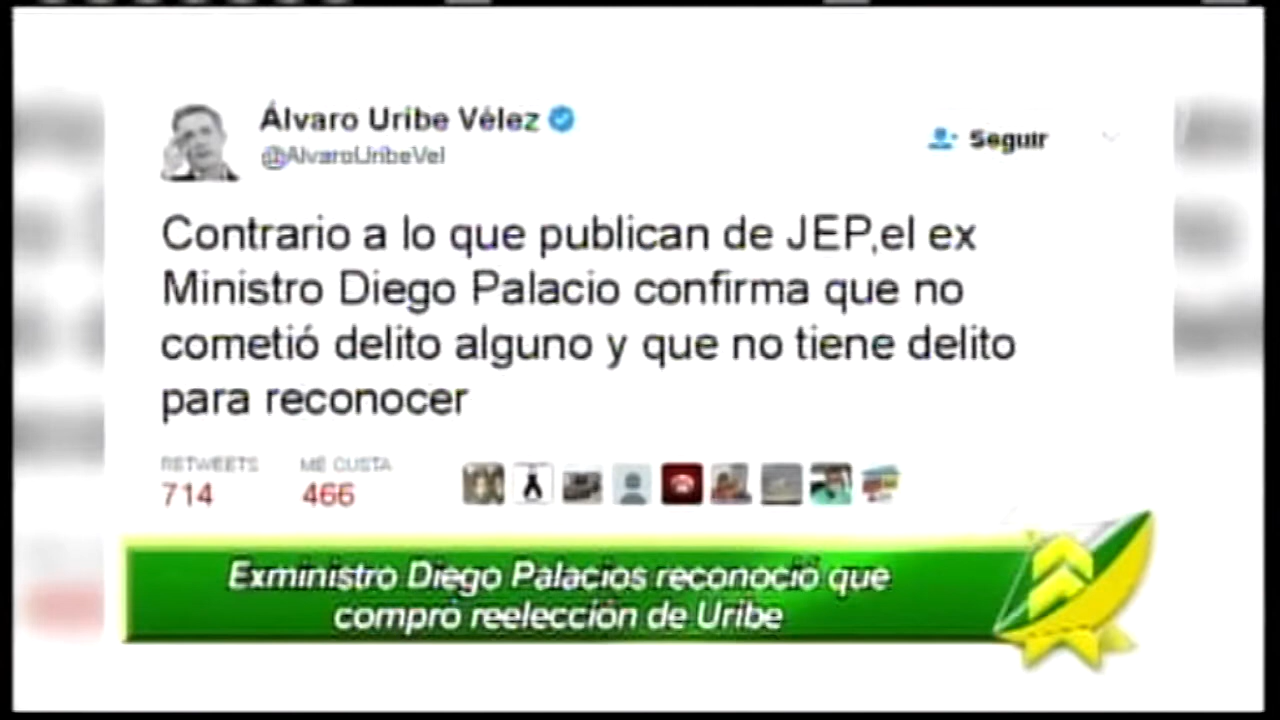 Álvaro Uribe Vélez
@AlvaroUribeVel
Seguir
Contrario a lo que publican de JEP,el ex
Ministro Diego Palacio confirma que no
cometió delito alguno y que no tiene delito
para reconocer
RETWEETS ME GUSTA
714 466
Exministro Diego Palacios reconoció que
compró reelección de Uribe